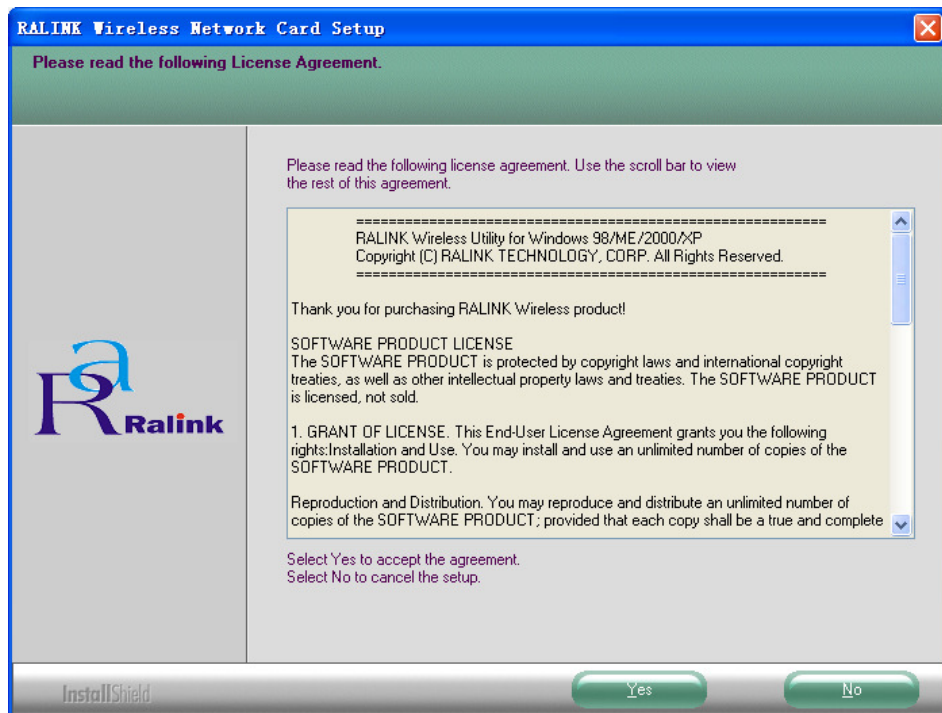 RALINK Wireless Network Card Setup
Please read the following License Agreement.
Please read the following license agreement. Use the scroll bar to view
the rest of this agreement.
============================================================
RALINK Wireless Utility for Windows 98/ME/2000/XP
Copyright (C) RALINK TECHNOLOGY, CORP. All Rights Reserved.
============================================================
Thank you for purchasing RALINK Wireless product!
SOFTWARE PRODUCT LICENSE
The SOFTWARE PRODUCT is protected by copyright laws and international copyright
treaties, as well as other intellectual property laws and treaties. The SOFTWARE PRODUCT
is licensed, not sold.
1. GRANT OF LICENSE. This End-User License Agreement grants you the following
rights:Installation and Use. You may install and use an unlimited number of copies of the
SOFTWARE PRODUCT.
Reproduction and Distribution. You may reproduce and distribute an unlimited number of
copies of the SOFTWARE PRODUCT; provided that each copy shall be a true and complete
Ra
Ralink
Select Yes to accept the agreement.
Select No to cancel the setup.
InstallShield
Yes
No